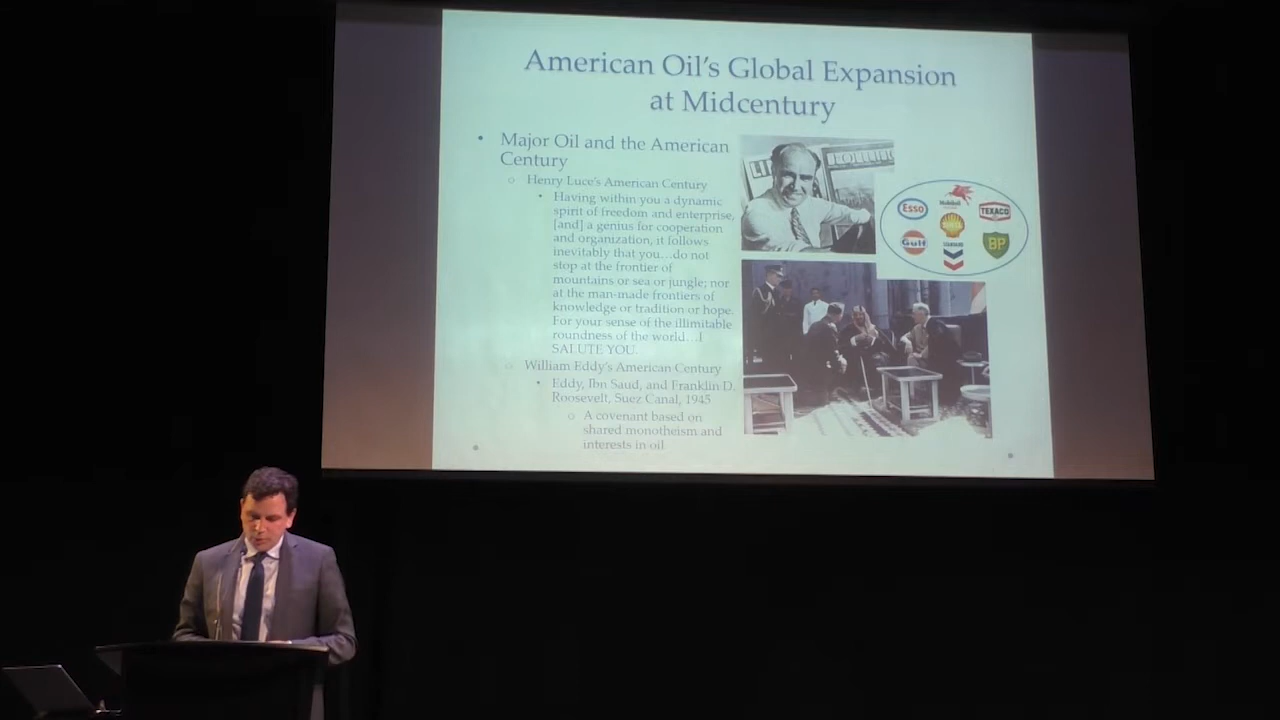 American Oil's Global Expansion
at Midcentury
• Major Oil and the American
Century
○ Henry Luce's American Century
• Having within you a dynamic
spirit of freedom and enterprise,
[and] a genius for cooperation
and organization, it follows
inevitably that you…do not
stop at the frontier of
mountains or sea or jungle; nor
at the man-made frontiers of
knowledge or tradition or hope.
For your sense of the illimitable
roundness of the world…I
SALUTE YOU.
○ William Eddy's American Century
• Eddy, Ibn Saud, and Franklin D.
Roosevelt, Suez Canal, 1945
○ A covenant based on
shared monotheism and
interests in oil
LI
Esso
Mobil
TEXACO
SHELL
Gulf
STANDARD
BP